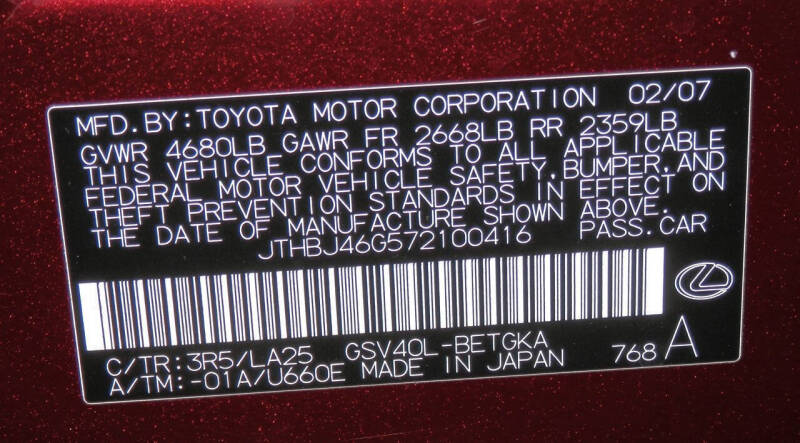 MFD. BY: TOYOTA MOTOR CORPORATION 02/07
GVWR 4680LB GAWR FR 2668LB RR 2359LB
THIS VEHICLE CONFORMS TO ALL APPLICABLE
FEDERAL MOTOR VEHICLE SAFETY, BUMPER, AND
THEFT PREVENTION STANDARDS IN EFFECT ON
THE DATE OF MANUFACTURE SHOWN ABOVE.
JTHBJ46G572100416 PASS. CAR
C/TR: 3R5/LA25 GSV40L-BETGKA
A/TM: -01A/U660E MADE IN JAPAN 768 A